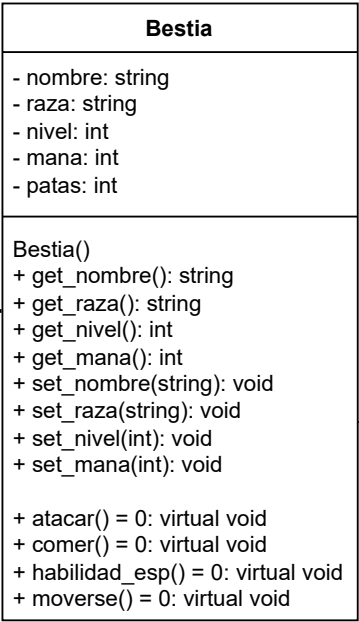 Bestia
- nombre: string
- raza: string
- nivel: int
- mana: int
- patas: int
Bestia()
+ get_nombre(): string
+ get_raza(): string
+ get_nivel(): int
+ get_mana(): int
+ set_nombre(string): void
+ set_raza(string): void
+ set_nivel(int): void
+ set_mana(int): void
+ atacar() = 0: virtual void
+ comer() = 0: virtual void
+ habilidad_esp() = 0: virtual void
+ moverse() = 0: virtual void